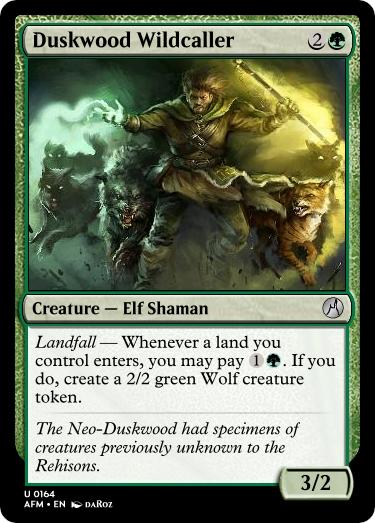 Duskwood Wildcaller 2
Creature — Elf Shaman
Landfall — Whenever a land you
control enters, you may pay 1 . If you
do, create a 2/2 green Wolf creature
token.
The Neo-Duskwood had specimens of
creatures previously unknown to the
Rehisons.
3/2
U 0164
AFM • EN DAROZ